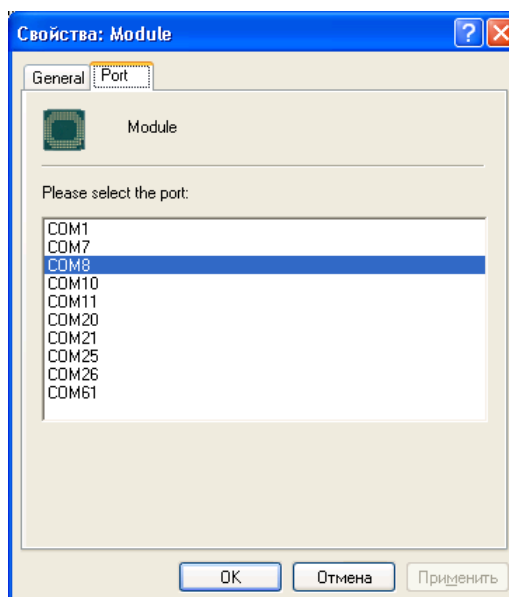 Свойства: Module
General Port
Module
Please select the port:
COM1
COM7
COM8
COM10
COM11
COM20
COM21
COM25
COM26
COM61
OK Отмена Применить